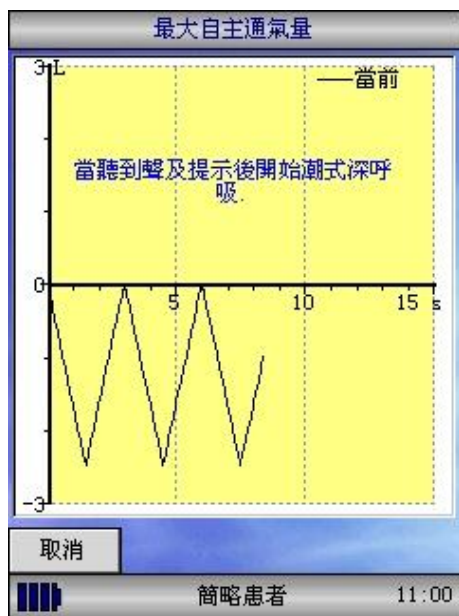 最大自主通氣量
3 L
當前
當聽到聲及提示後開始潮式深呼
吸.
0
5 10 15 s
-3
取消
簡略患者 11:00